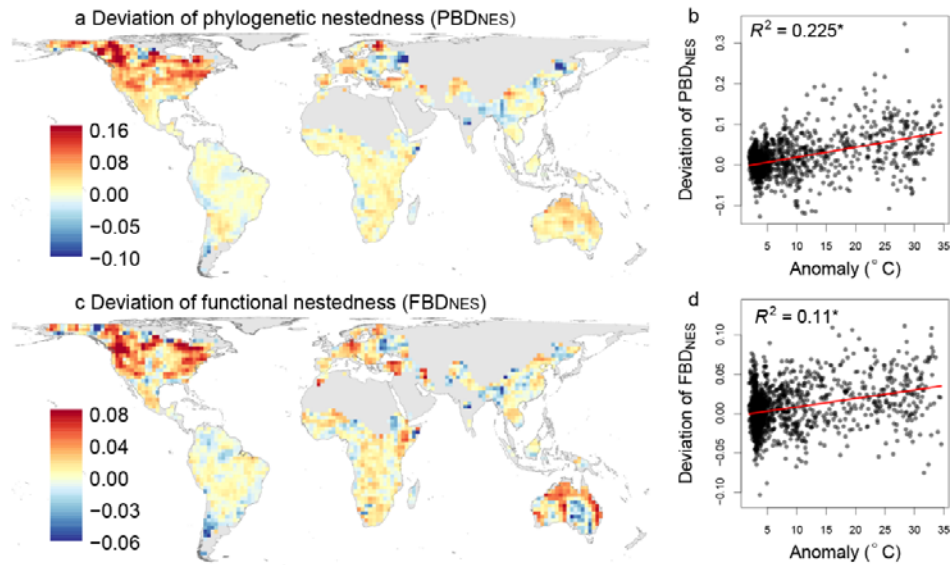 a Deviation of phylogenetic nestedness (PBDNES)
0.16
0.08
0.00
−0.05
−0.10
b
R² = 0.225*
Deviation of PBDNES
0.3
0.2
0.1
0.0
−0.1
5 10 15 20 25 30 35
Anomaly (°C)
c Deviation of functional nestedness (FBDNES)
0.08
0.04
0.00
−0.03
−0.06
d
R² = 0.11*
Deviation of FBDNES
0.10
0.05
0.00
−0.05
−0.10
5 10 15 20 25 30 35
Anomaly (°C)